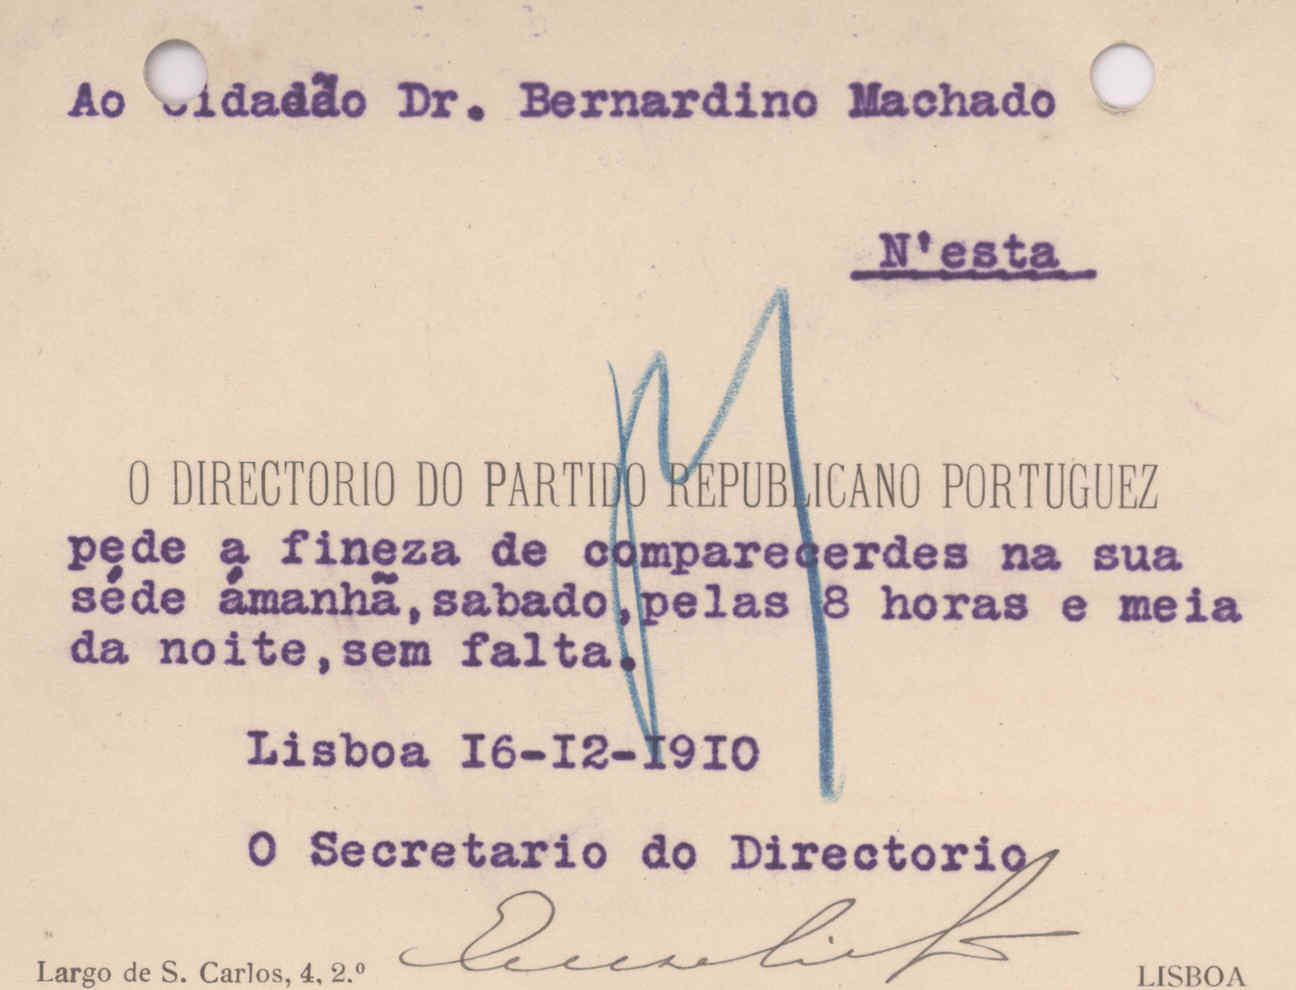 Ao Cidadão Dr. Bernardino Machado
N'esta
O DIRECTORIO DO PARTIDO REPUBLICANO PORTUGUEZ
pede a fineza de comparecerdes na sua
séde ámanhã,sabado,pelas 8 horas e meia
da noite,sem falta.
Lisboa I6-I2-I9IO
O Secretario do Directorio
Largo de S. Carlos, 4, 2.º LISBOA